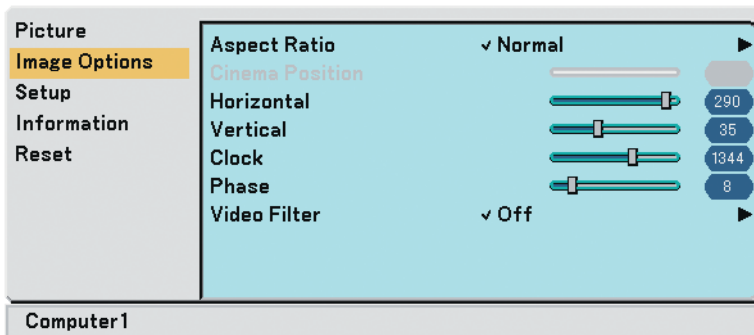 Picture
Image Options
Setup
Information
Reset
Aspect Ratio ✓ Normal ▶
Cinema Position
Horizontal 290
Vertical 35
Clock 1344
Phase 8
Video Filter ✓ Off ▶
Computer1